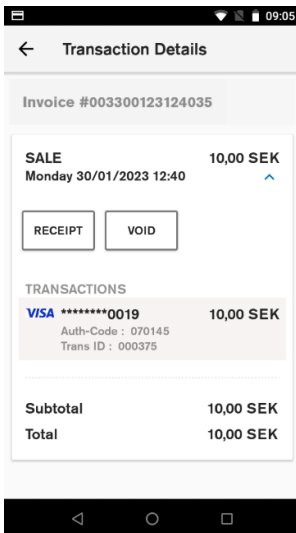 09:05
Transaction Details
Invoice #003300123124035
SALE 10,00 SEK
Monday 30/01/2023 12:40
RECEIPT VOID
TRANSACTIONS
VISA ********0019 10,00 SEK
Auth-Code : 070145
Trans ID : 000375
Subtotal 10,00 SEK
Total 10,00 SEK